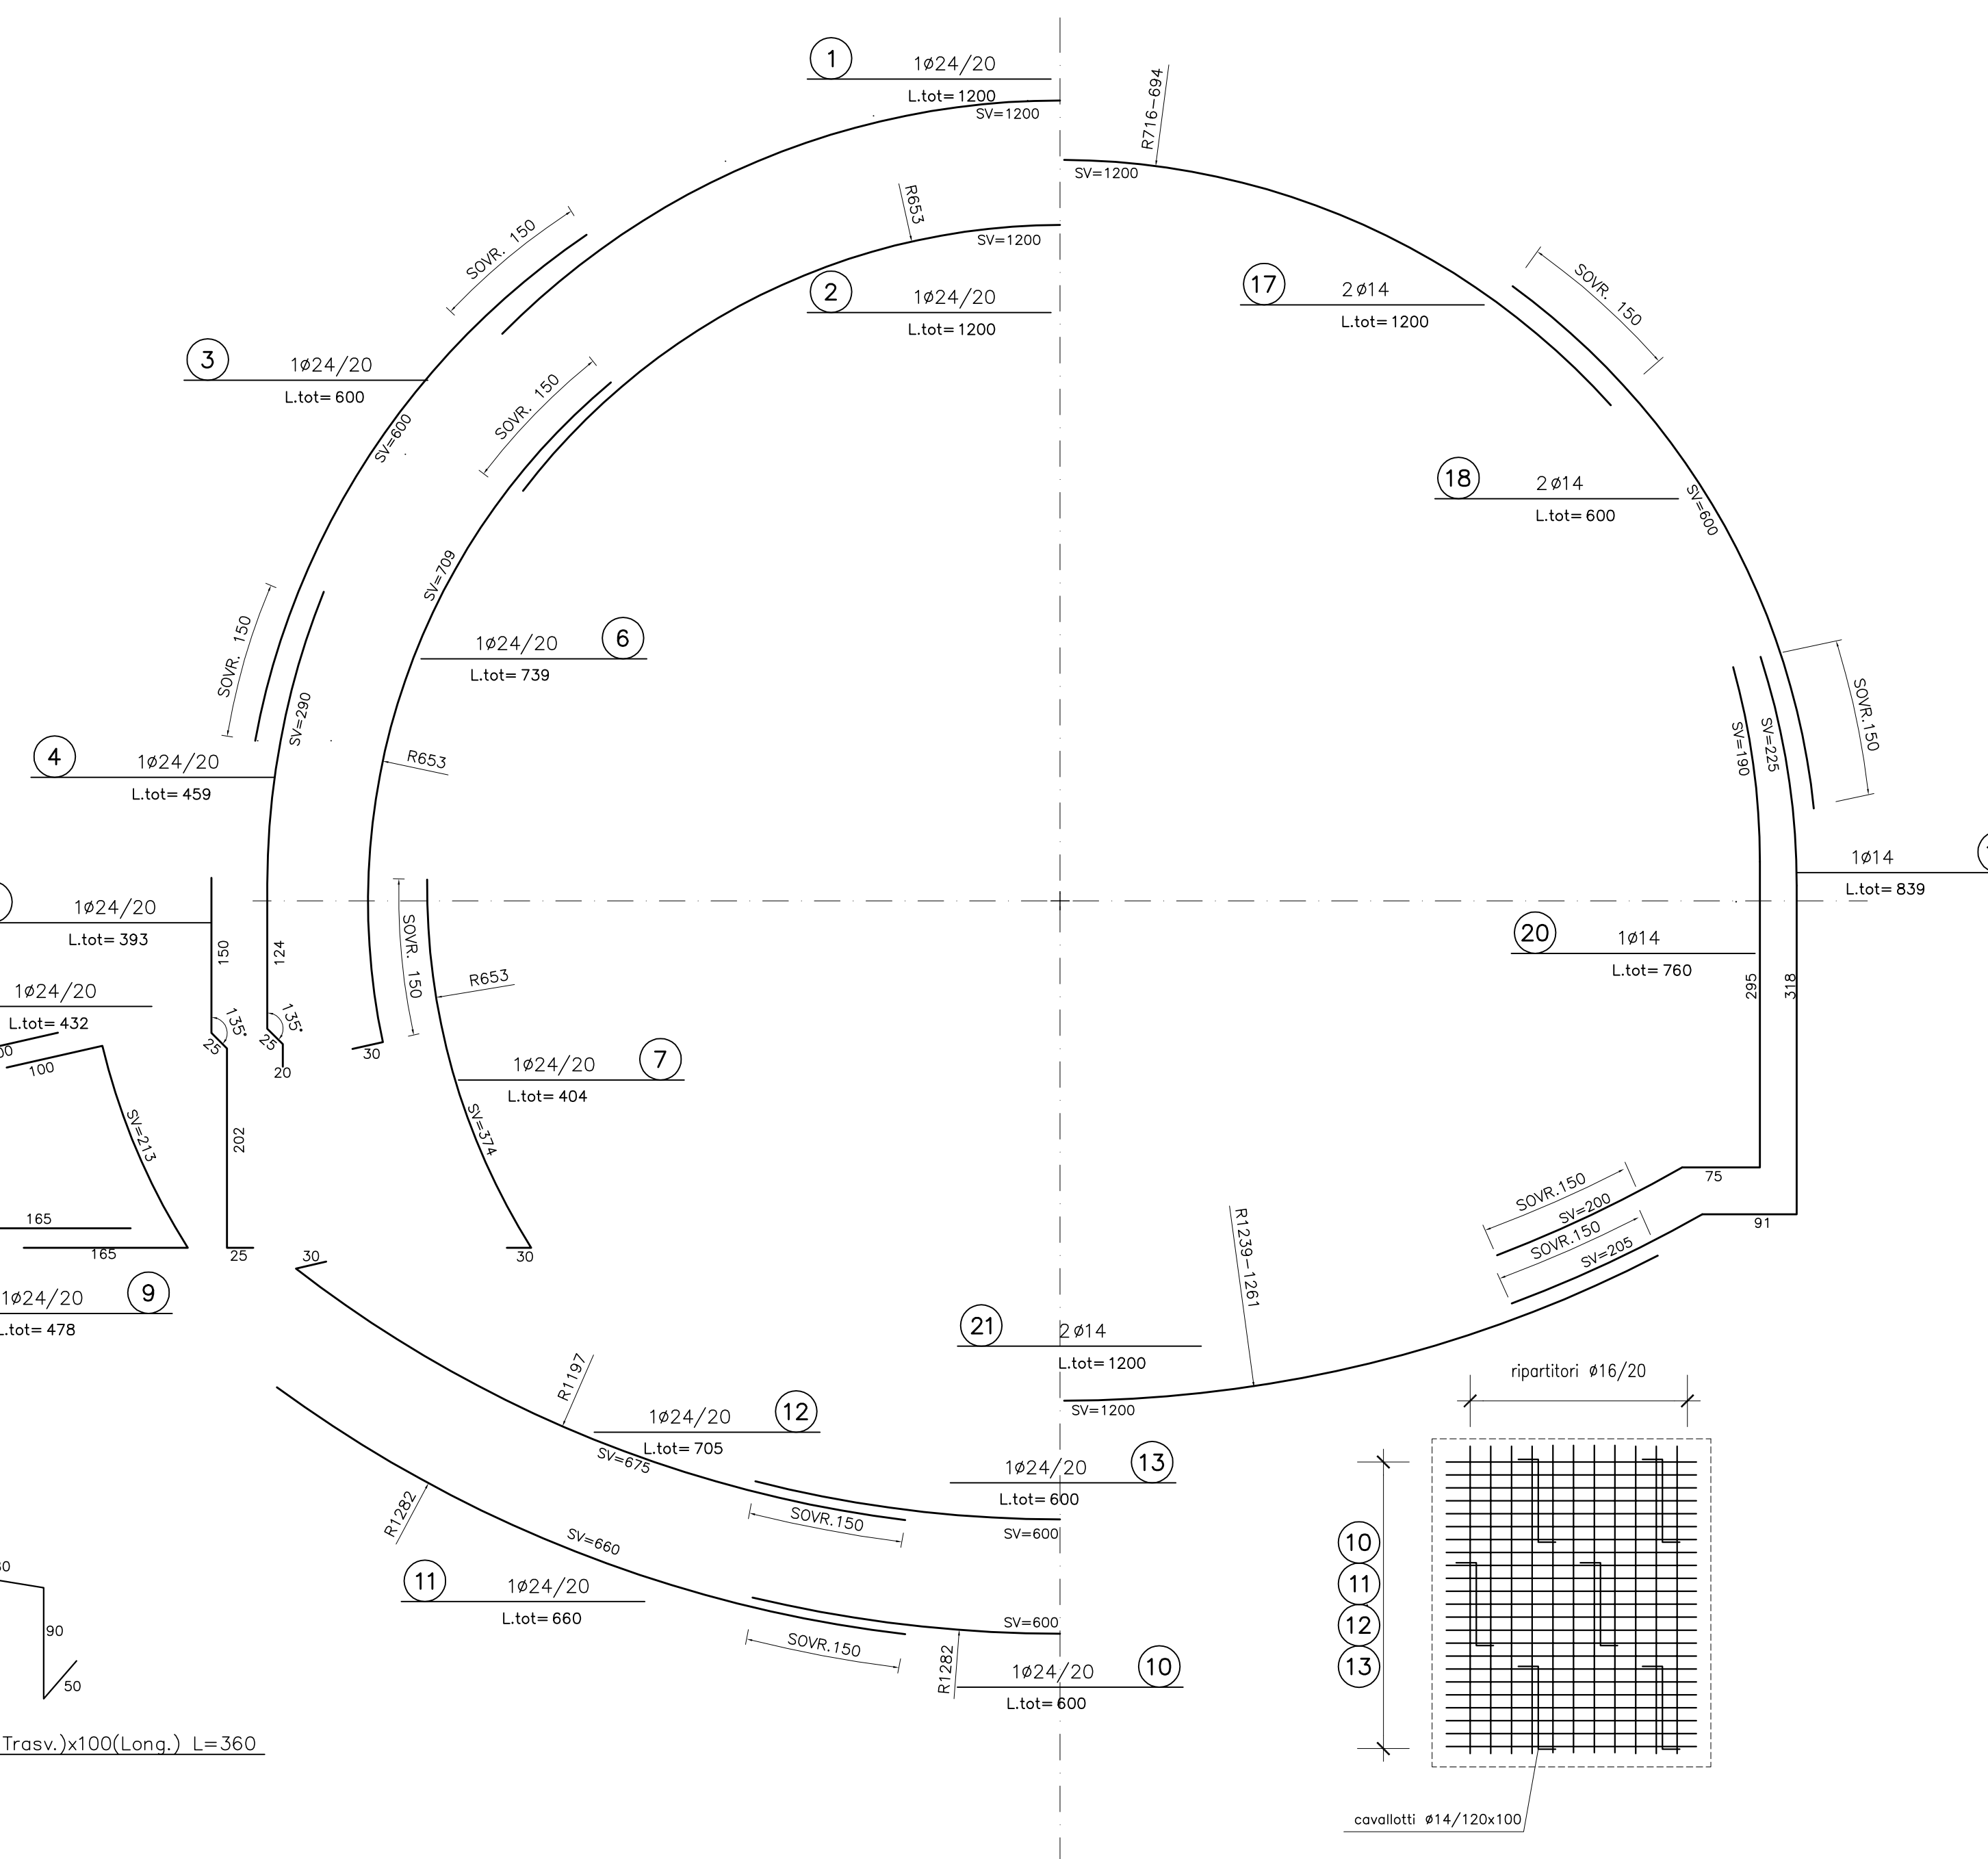 1
1ø24/20
L.tot= 1200
SV=1200
R716-694
SV=1200
R653
SV=1200
2
1ø24/20
L.tot= 1200
SOVR. 150
3
1ø24/20
L.tot= 600
SV=600
SOVR. 150
17
2ø14
L.tot= 1200
SOVR. 150
18
2ø14
L.tot= 600
SV=600
SV=709
6
1ø24/20
L.tot= 739
SOVR. 150
SV=290
4
1ø24/20
L.tot= 459
R653
SV=190
SV=225
SOVR.150
1ø14
L.tot= 839
1ø24/20
L.tot= 393
150
124
SOVR. 150
R653
20
1ø14
L.tot= 760
295
318
1ø24/20
L.tot= 432
135°
135°
25
25
20
30
100
SV=213
202
7
1ø24/20
L.tot= 404
SV=374
165
165
25
30
30
9
1ø24/20
L.tot= 478
SOVR.150
SV=200
75
SOVR.150
SV=205
91
R1239-1261
21
2ø14
L.tot= 1200
SV=1200
R1197
12
1ø24/20
L.tot= 705
SV=675
13
1ø24/20
L.tot= 600
SOVR.150
SV=600
R1282
SV=660
11
1ø24/20
L.tot= 660
SV=600
SOVR.150
R1282
10
1ø24/20
L.tot= 600
ripartitori ø16/20
10
11
12
13
cavallotti ø14/120x100
90
50
Trasv.)x100(Long.) L=360